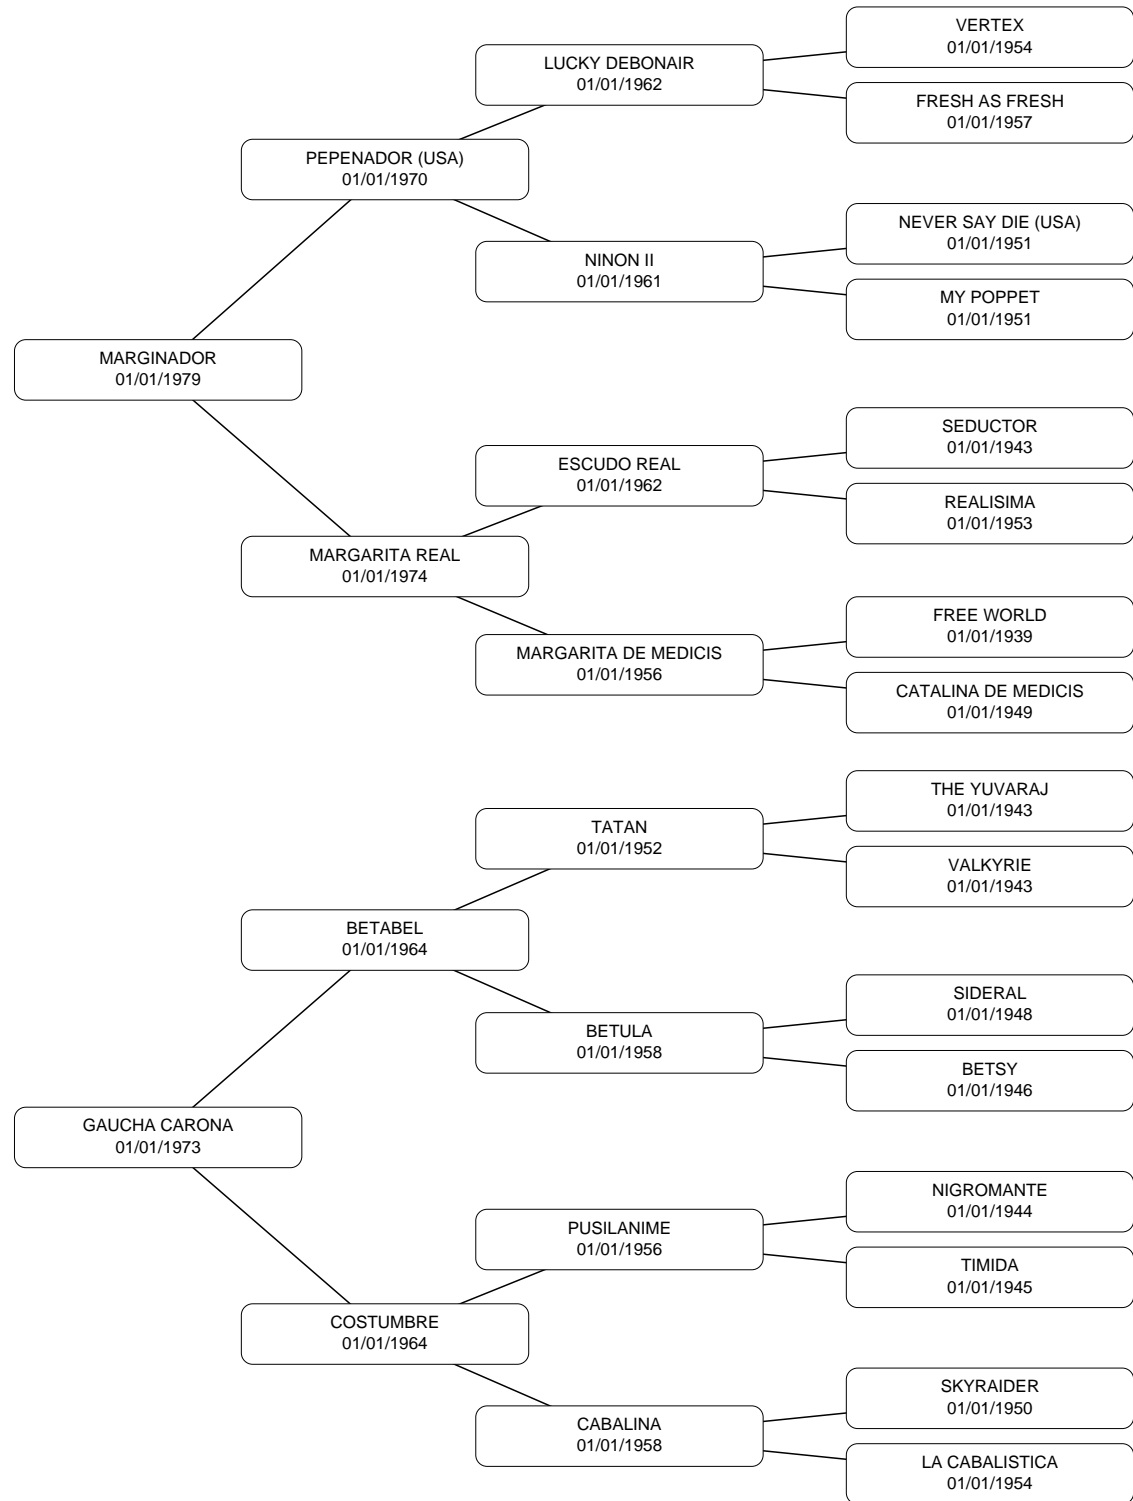 VERTEX
01/01/1954
LUCKY DEBONAIR
01/01/1962
FRESH AS FRESH
01/01/1957
PEPENADOR (USA)
01/01/1970
NEVER SAY DIE (USA)
01/01/1951
NINON II
01/01/1961
MY POPPET
01/01/1951
MARGINADOR
01/01/1979
SEDUCTOR
01/01/1943
ESCUDO REAL
01/01/1962
REALISIMA
01/01/1953
MARGARITA REAL
01/01/1974
FREE WORLD
01/01/1939
MARGARITA DE MEDICIS
01/01/1956
CATALINA DE MEDICIS
01/01/1949
THE YUVARAJ
01/01/1943
TATAN
01/01/1952
VALKYRIE
01/01/1943
BETABEL
01/01/1964
SIDERAL
01/01/1948
BETULA
01/01/1958
BETSY
01/01/1946
GAUCHA CARONA
01/01/1973
NIGROMANTE
01/01/1944
PUSILANIME
01/01/1956
TIMIDA
01/01/1945
COSTUMBRE
01/01/1964
SKYRAIDER
01/01/1950
CABALINA
01/01/1958
LA CABALISTICA
01/01/1954